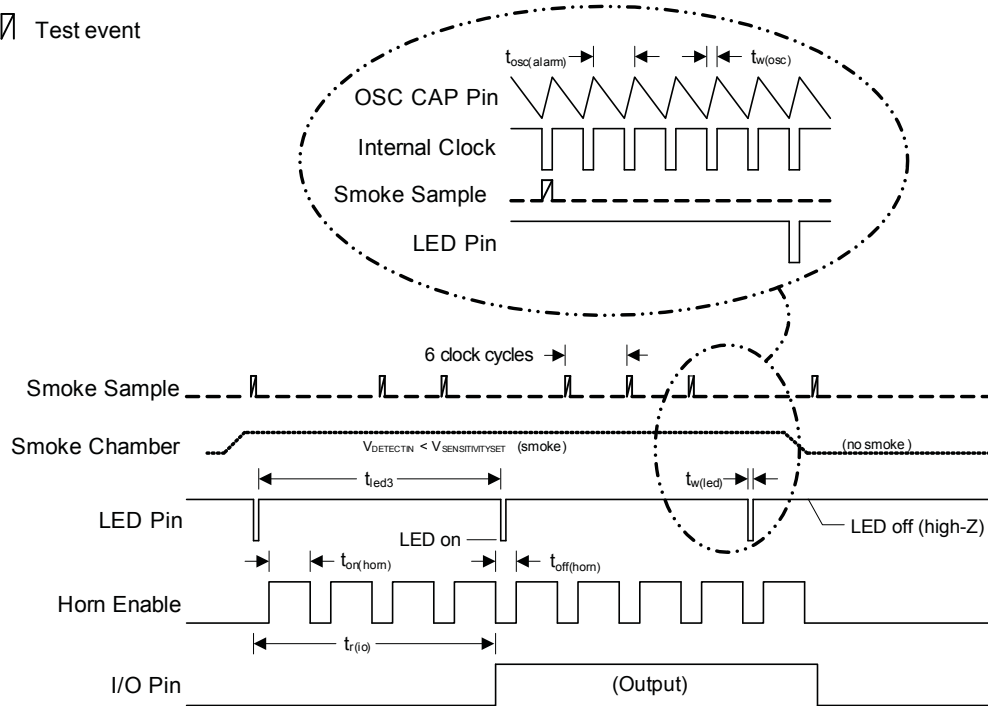 Test event
tosc(alarm)
tw(osc)
OSC CAP Pin
Internal Clock
Smoke Sample
LED Pin
6 clock cycles
Smoke Sample
Smoke Chamber
VDETECTIN < VSENSITIVITYSET (smoke)
(no smoke)
tled3
tw(led)
LED Pin
LED on
LED off (high-Z)
ton(horn)
toff(horn)
Horn Enable
tr(io)
I/O Pin
(Output)